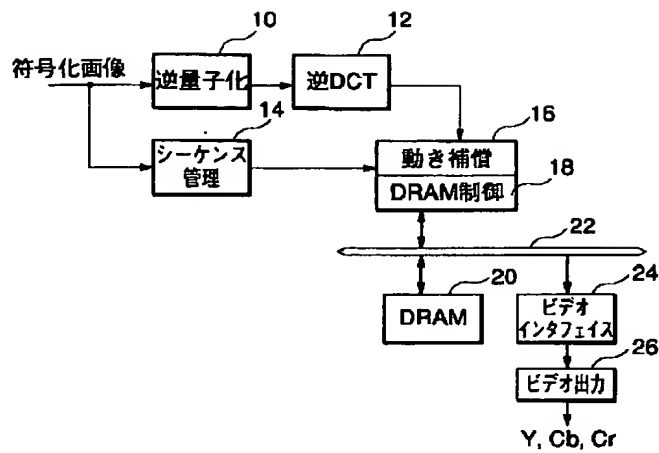 10
12
符号化画像
逆量子化
逆DCT
14
16
シーケンス
管理
動き補償
18
DRAM制御
22
20
24
DRAM
ビデオ
インタフェイス
26
ビデオ出力
Y, Cb, Cr